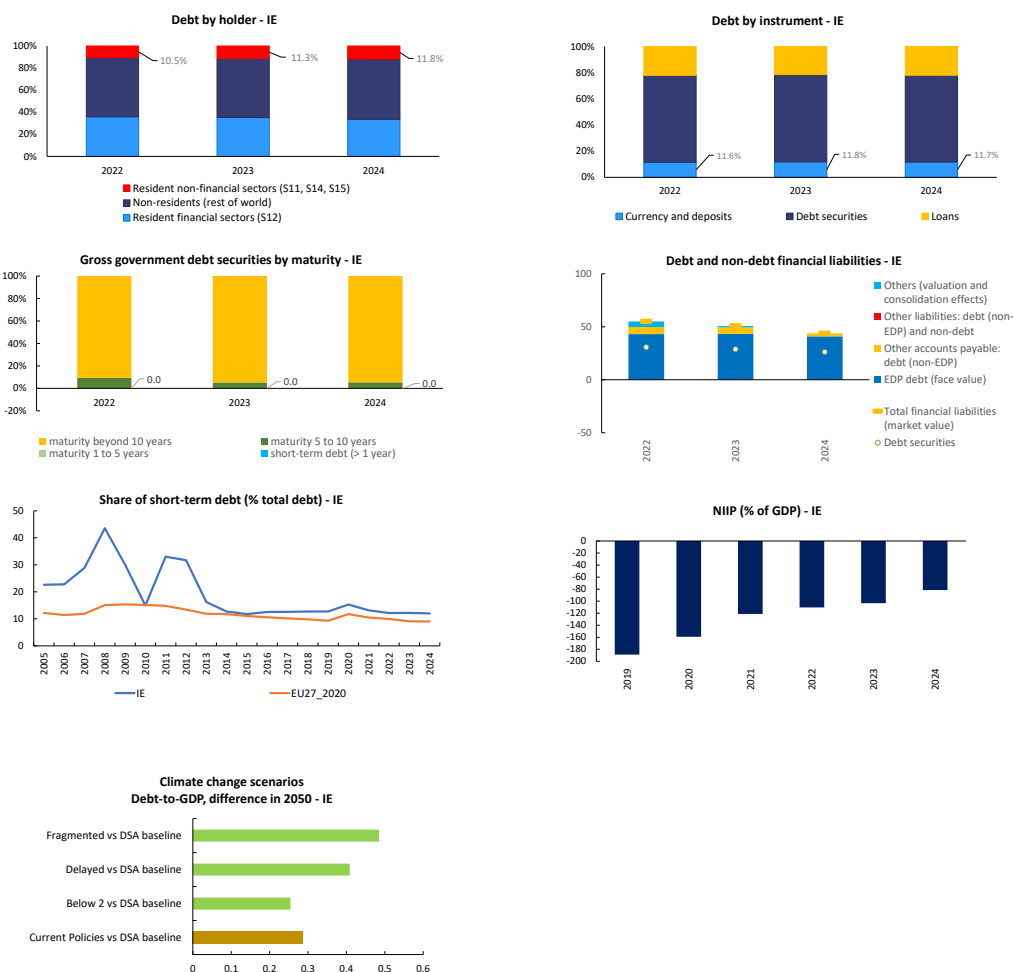 Debt by holder - IE
100%
80%
60%
40%
20%
0%
10.5%
11.3%
11.8%
2022
2023
2024
Resident non-financial sectors (S11, S14, S15)
Non-residents (rest of world)
Resident financial sectors (S12)
Debt by instrument - IE
100%
80%
60%
40%
20%
0%
11.6%
11.8%
11.7%
2022
2023
2024
Currency and deposits
Debt securities
Loans
Gross government debt securities by maturity - IE
100%
80%
60%
40%
20%
0%
-20%
0.0
0.0
0.0
2022
2023
2024
maturity beyond 10 years
maturity 5 to 10 years
maturity 1 to 5 years
short-term debt (> 1 year)
Debt and non-debt financial liabilities - IE
100
50
0
-50
2022
2023
2024
Others (valuation and
consolidation effects)
Other liabilities: debt (non-
EDP) and non-debt
Other accounts payable:
debt (non-EDP)
EDP debt (face value)
Total financial liabilities
(market value)
Debt securities
Share of short-term debt (% total debt) - IE
50
40
30
20
10
0
2005
2006
2007
2008
2009
2010
2011
2012
2013
2014
2015
2016
2017
2018
2019
2020
2021
2022
2023
2024
IE
EU27_2020
NIIP (% of GDP) - IE
0
-20
-40
-60
-80
-100
-120
-140
-160
-180
-200
2019
2020
2021
2022
2023
2024
Climate change scenarios
Debt-to-GDP, difference in 2050 - IE
Fragmented vs DSA baseline
Delayed vs DSA baseline
Below 2 vs DSA baseline
Current Policies vs DSA baseline
0
0.1
0.2
0.3
0.4
0.5
0.6